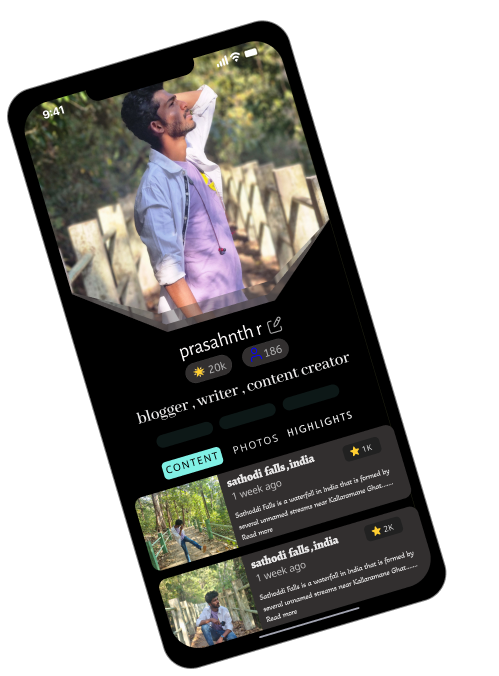 9:41
prasahnth r
20k
186
blogger , writer , content creator
CONTENT
PHOTOS
HIGHLIGHTS
sathodi falls ,india
1K
1 week ago
Sathoddi Falls is a waterfall in India that is formed by
several unnamed streams near Kallaramane Ghat......
Read more
sathodi falls ,india
2K
1 week ago
Sathoddi Falls is a waterfall in India that is formed by
several unnamed streams near Kallaramane Ghat......
Read more